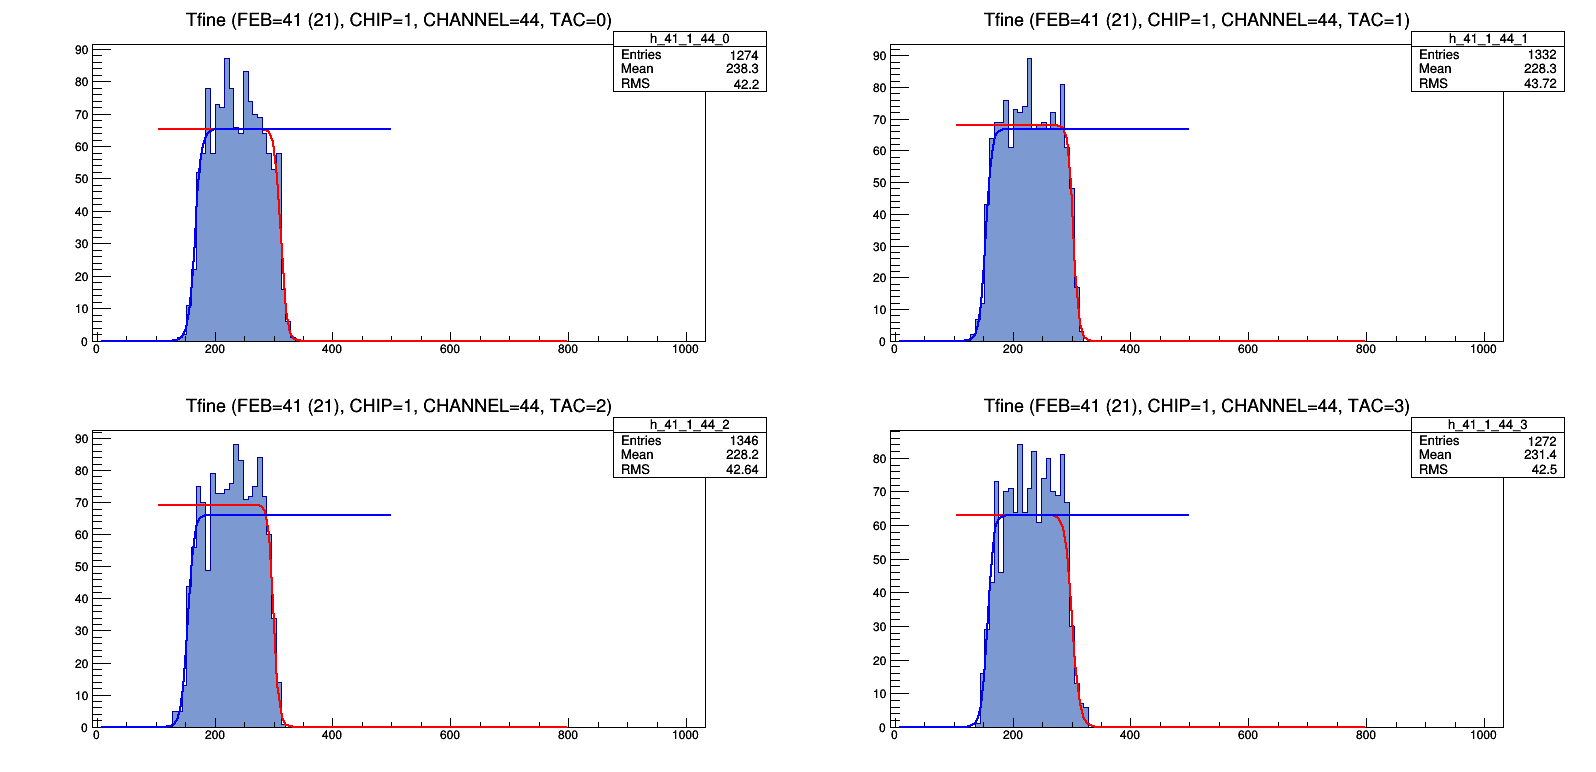 Tfine (FEB=41 (21), CHIP=1, CHANNEL=44, TAC=0)
h_41_1_44_0
Entries 1274
Mean 238.3
RMS 42.2
90
80
70
60
50
40
30
20
10
0
0 200 400 600 800 1000
Tfine (FEB=41 (21), CHIP=1, CHANNEL=44, TAC=1)
h_41_1_44_1
Entries 1332
Mean 228.3
RMS 43.72
90
80
70
60
50
40
30
20
10
0
0 200 400 600 800 1000
Tfine (FEB=41 (21), CHIP=1, CHANNEL=44, TAC=2)
h_41_1_44_2
Entries 1346
Mean 228.2
RMS 42.64
90
80
70
60
50
40
30
20
10
0
0 200 400 600 800 1000
Tfine (FEB=41 (21), CHIP=1, CHANNEL=44, TAC=3)
h_41_1_44_3
Entries 1272
Mean 231.4
RMS 42.5
80
70
60
50
40
30
20
10
0
0 200 400 600 800 1000